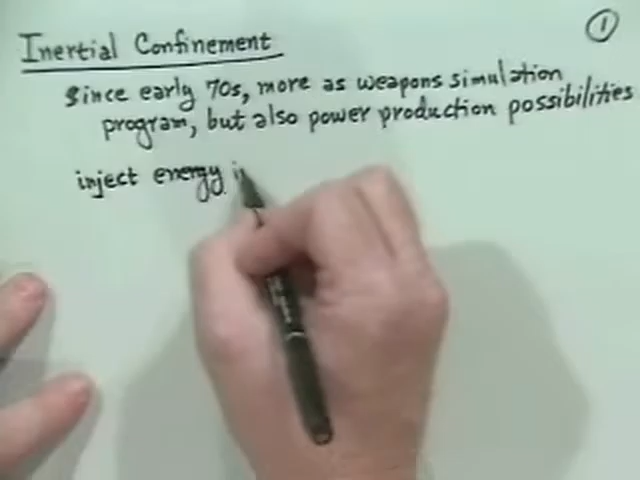 1
Inertial Confinement
since early 70s, more as weapons simulation
program, but also power production possibilities
inject energy i